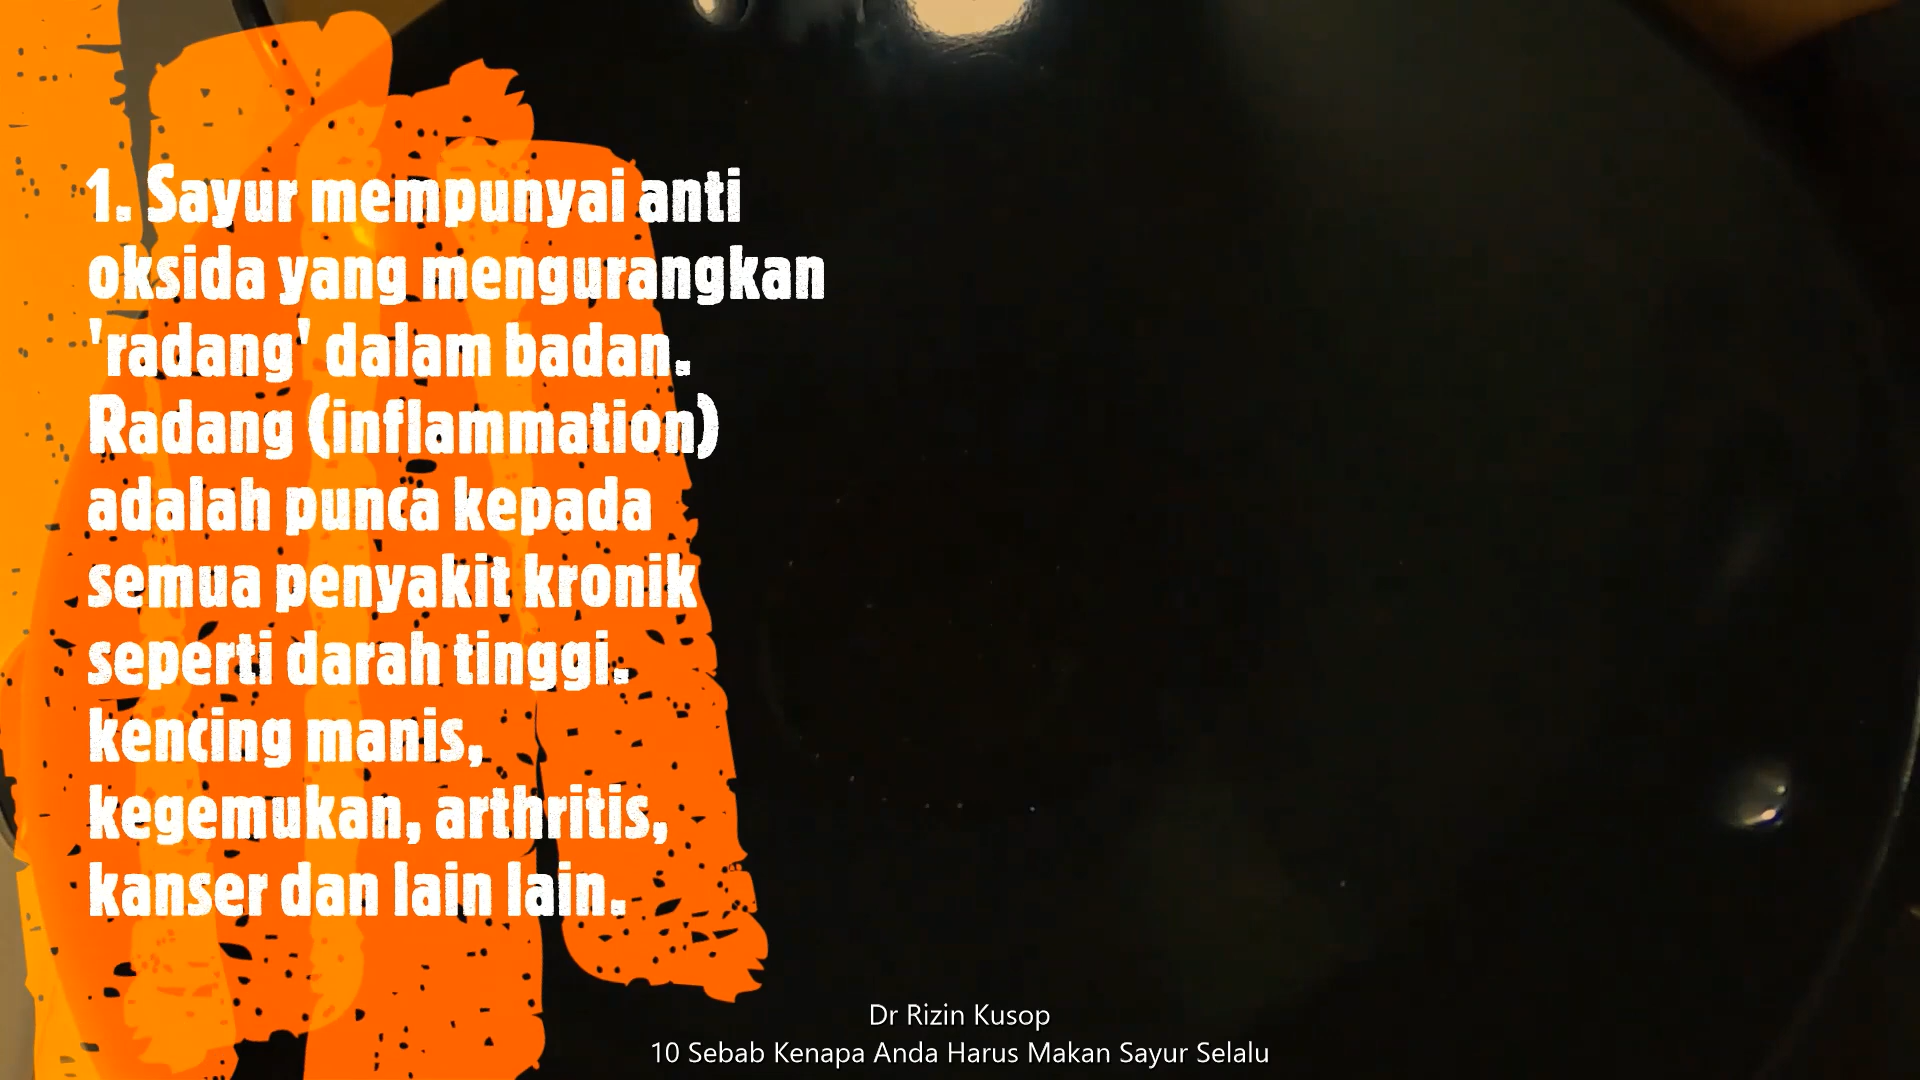 1. Sayur mempunyai anti
oksida yang mengurangkan
'radang' dalam badan.
Radang (inflammation)
adalah punca kepada
semua penyakit kronik
seperti darah tinggi.
kencing manis,
kegemukan, arthritis,
kanser dan lain lain.
Dr Rizin Kusop
10 Sebab Kenapa Anda Harus Makan Sayur Selalu